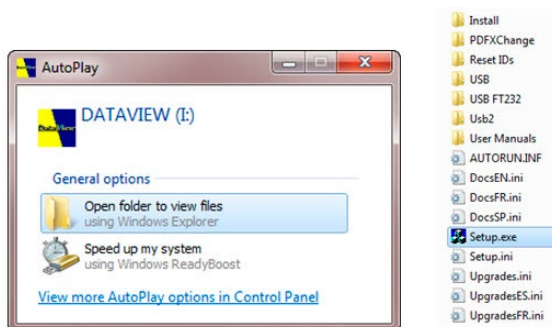 AutoPlay
DATAVIEW (I:)
General options
Open folder to view files
using Windows Explorer
Speed up my system
using Windows ReadyBoost
View more AutoPlay options in Control Panel
Install
PDFXChange
Reset IDs
USB
USB FT232
Usb2
User Manuals
AUTORUN.INF
DocsEN.ini
DocsFR.ini
DocsSP.ini
Setup.exe
Setup.ini
Upgrades.ini
UpgradesES.ini
UpgradesFR.ini